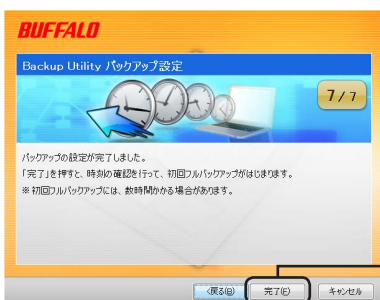 BUFFALO
Backup Utility バックアップ設定
7/7
バックアップの設定が完了しました。
「完了」を押すと、時刻の確認を行って、初回フルバックアップがはじまります。
※初回フルバックアップには、数時間かかる場合があります。
<戻る(B)
完了(F)
キャンセル